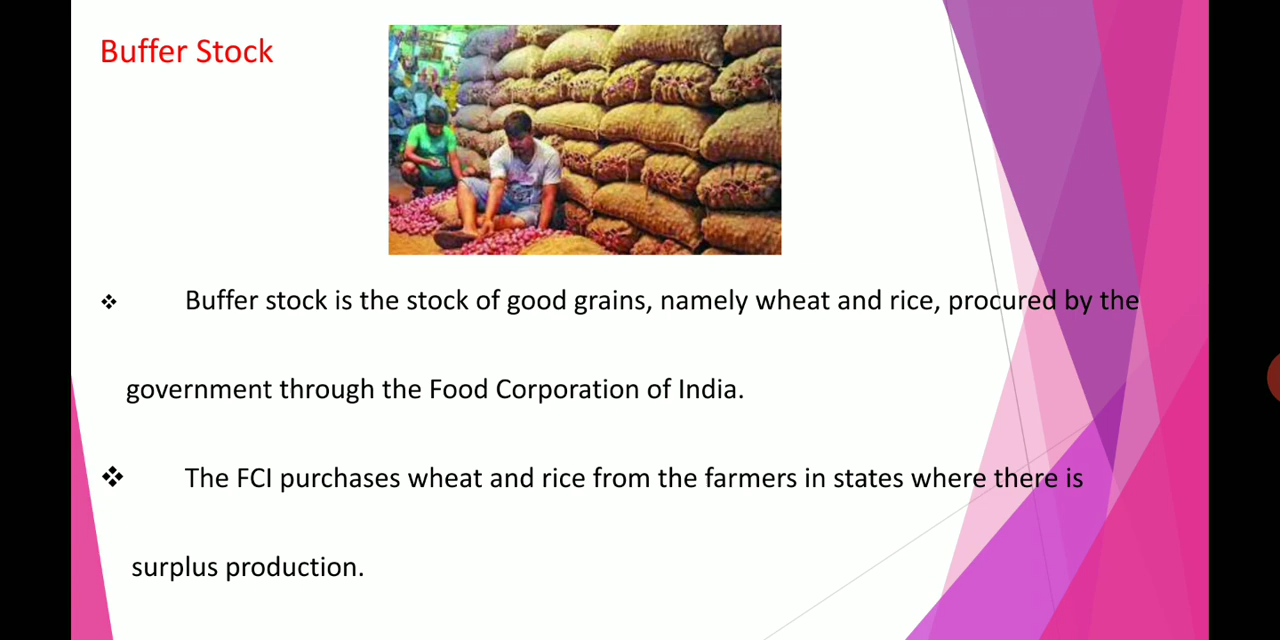 Buffer Stock
❖ Buffer stock is the stock of good grains, namely wheat and rice, procured by the
government through the Food Corporation of India.
❖ The FCI purchases wheat and rice from the farmers in states where there is
surplus production.